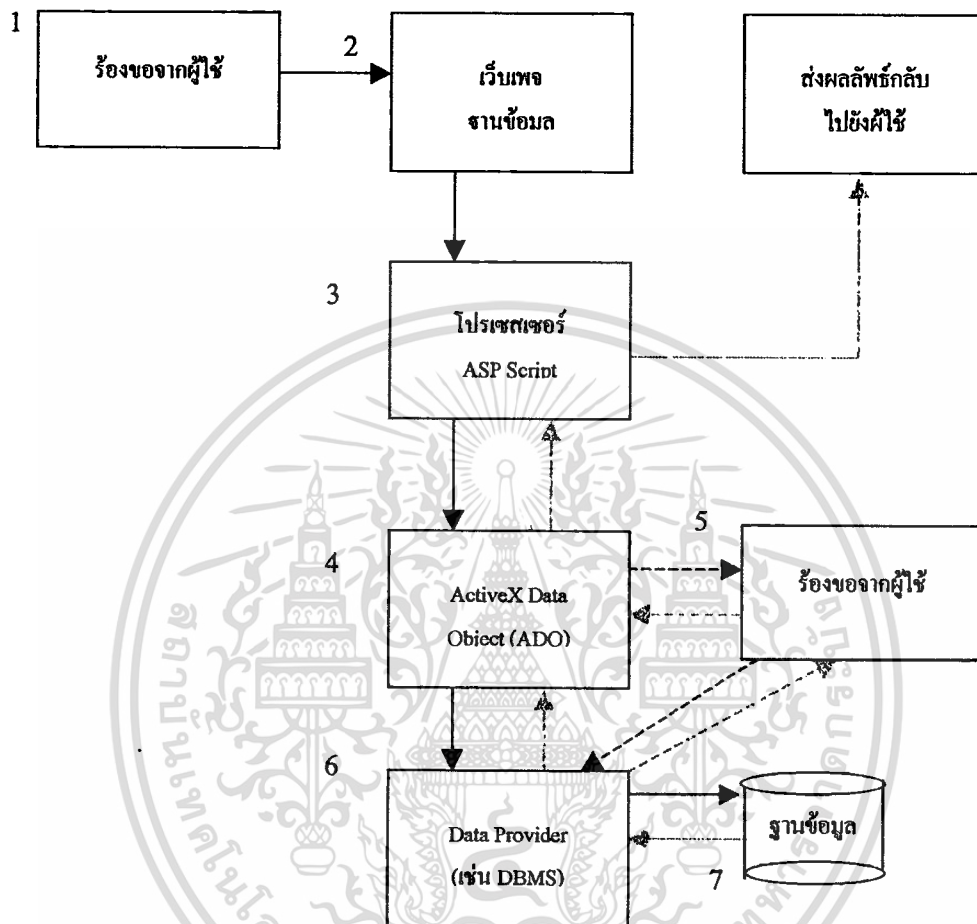 1
ร้องขอจากผู้ใช้
2
เว็บเพจ
ฐานข้อมูล
ส่งผลลัพธ์กลับ
ไปยังผู้ใช้
3
โปรเซสเซอร์
ASP Script
4
ActiveX Data
Object (ADO)
5
ร้องขอจากผู้ใช้
6
Data Provider
(เช่น DBMS)
ฐานข้อมูล
7